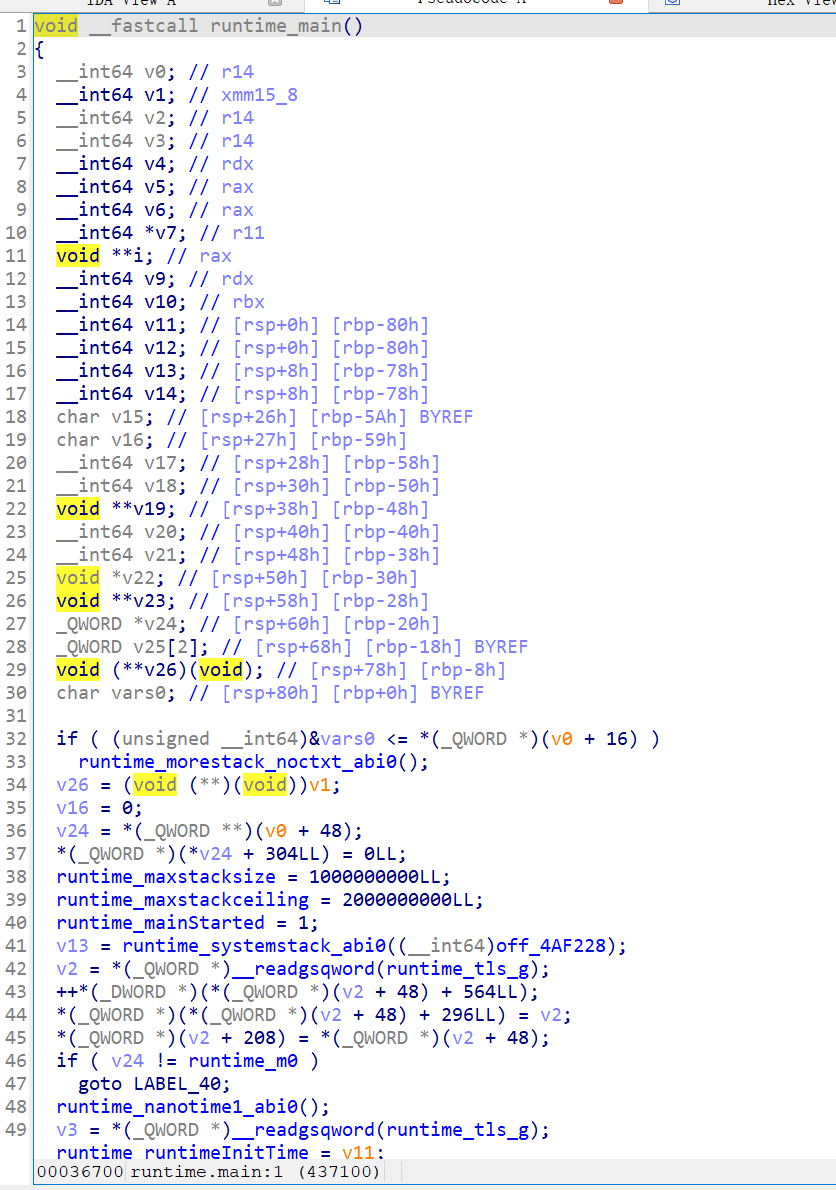 IDA View-A Pseudocode-A Hex View
1 void __fastcall runtime_main()
2 {
3 __int64 v0; // r14
4 __int64 v1; // xmm15_8
5 __int64 v2; // r14
6 __int64 v3; // r14
7 __int64 v4; // rdx
8 __int64 v5; // rax
9 __int64 v6; // rax
10 __int64 *v7; // r11
11 void **i; // rax
12 __int64 v9; // rdx
13 __int64 v10; // rbx
14 __int64 v11; // [rsp+0h] [rbp-80h]
15 __int64 v12; // [rsp+0h] [rbp-80h]
16 __int64 v13; // [rsp+8h] [rbp-78h]
17 __int64 v14; // [rsp+8h] [rbp-78h]
18 char v15; // [rsp+26h] [rbp-5Ah] BYREF
19 char v16; // [rsp+27h] [rbp-59h]
20 __int64 v17; // [rsp+28h] [rbp-58h]
21 __int64 v18; // [rsp+30h] [rbp-50h]
22 void **v19; // [rsp+38h] [rbp-48h]
23 __int64 v20; // [rsp+40h] [rbp-40h]
24 __int64 v21; // [rsp+48h] [rbp-38h]
25 void *v22; // [rsp+50h] [rbp-30h]
26 void **v23; // [rsp+58h] [rbp-28h]
27 _QWORD *v24; // [rsp+60h] [rbp-20h]
28 _QWORD v25[2]; // [rsp+68h] [rbp-18h] BYREF
29 void (**v26)(void); // [rsp+78h] [rbp-8h]
30 char vars0; // [rsp+80h] [rbp+0h] BYREF
31
32 if ( (unsigned __int64)&vars0 <= *(_QWORD *)(v0 + 16) )
33 runtime_morestack_noctxt_abi0();
34 v26 = (void (**)(void))v1;
35 v16 = 0;
36 v24 = *(_QWORD **)(v0 + 48);
37 *(_QWORD *)(*v24 + 304LL) = 0LL;
38 runtime_maxstacksize = 1000000000LL;
39 runtime_maxstackceiling = 2000000000LL;
40 runtime_mainStarted = 1;
41 v13 = runtime_systemstack_abi0((__int64)off_4AF228);
42 v2 = *(_QWORD *)__readgsqword(runtime_tls_g);
43 ++*(_DWORD *)(*(_QWORD *)(v2 + 48) + 564LL);
44 *(_QWORD *)(*(_QWORD *)(v2 + 48) + 296LL) = v2;
45 *(_QWORD *)(v2 + 208) = *(_QWORD *)(v2 + 48);
46 if ( v24 != runtime_m0 )
47 goto LABEL_40;
48 runtime_nanotime1_abi0();
49 v3 = *(_QWORD *)__readgsqword(runtime_tls_g);
runtime_runtimeInitTime = v11;
00036700 runtime.main:1 (437100)